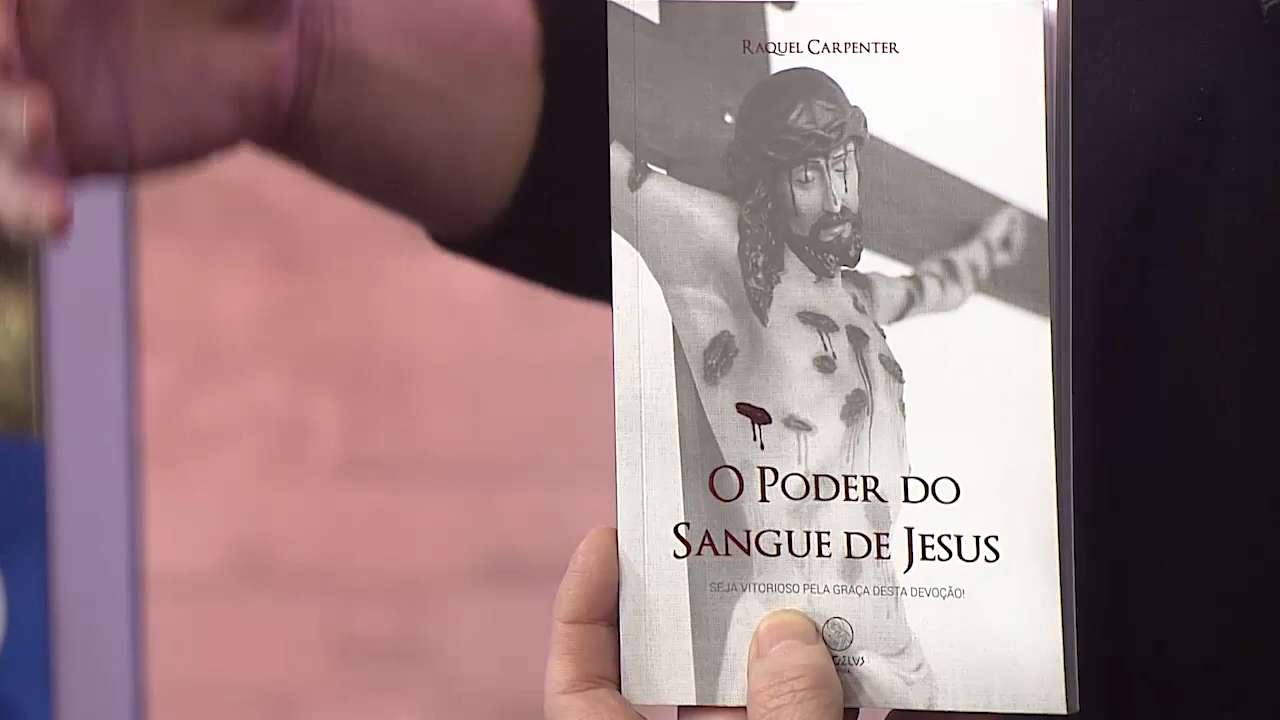 RAQUEL CARPENTER
O PODER DO
SANGUE DE JESUS
SEJA VITORIOSO PELA GRAÇA DESTA DEVOÇÃO!